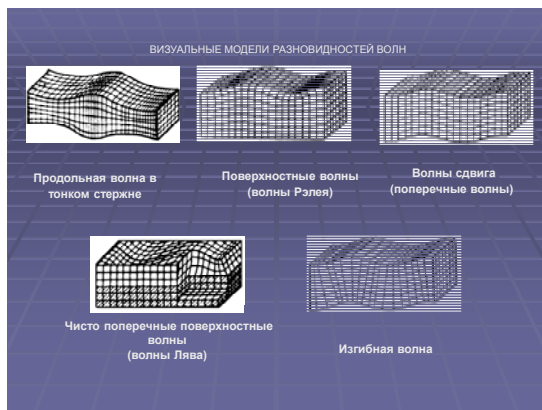 ВИЗУАЛЬНЫЕ МОДЕЛИ РАЗНОВИДНОСТЕЙ ВОЛН
Продольная волна в
тонком стержне
Поверхностные волны
(волны Рэлея)
Волны сдвига
(поперечные волны)
Чисто поперечные поверхностные
волны
(волны Лява)
Изгибная волна